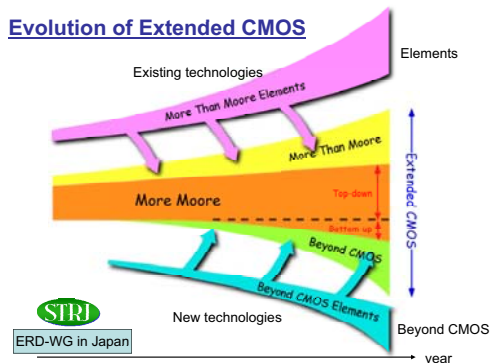 Evolution of Extended CMOS
Elements
Existing technologies
More Than Moore Elements
More Than Moore
More Moore
Top-down
Bottom-up
Extended CMOS
Beyond CMOS
Beyond CMOS Elements
New technologies
Beyond CMOS
STRJ
ERD-WG in Japan
year